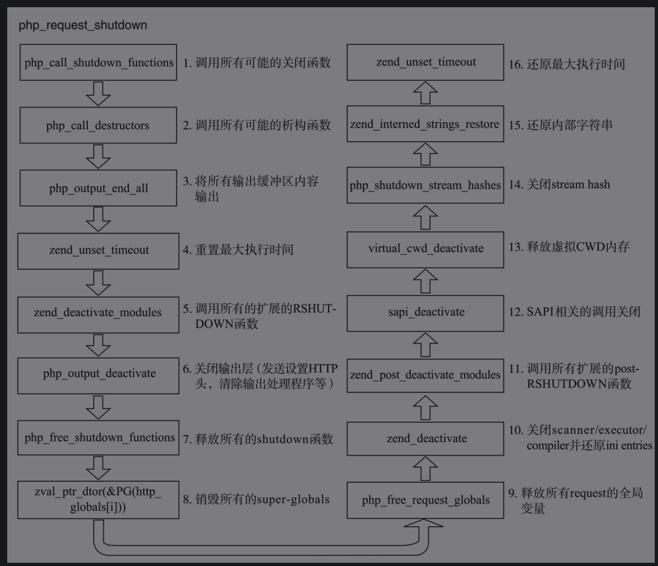 php_request_shutdown
php_call_shutdown_functions
1. 调用所有可能的关闭函数
php_call_destructors
2. 调用所有可能的析构函数
php_output_end_all
3. 将所有输出缓冲区内容
输出
zend_unset_timeout
4. 重置最大执行时间
zend_deactivate_modules
5. 调用所有的扩展的RSHUT-
DOWN函数
php_output_deactivate
6. 关闭输出层（发送设置HTTP
头，清除输出处理程序等）
php_free_shutdown_functions
7. 释放所有的shutdown函数
zval_ptr_dtor(&PG(http_
globals[i]))
8. 销毁所有的super-globals
php_free_request_globals
9. 释放所有request的全局
变量
zend_deactivate
10. 关闭scanner/executor/
compiler并还原ini entries
zend_post_deactivate_modules
11. 调用所有扩展的post-
RSHUTDOWN函数
sapi_deactivate
12. SAPI相关的调用关闭
virtual_cwd_deactivate
13. 释放虚拟CWD内存
php_shutdown_stream_hashes
14. 关闭stream hash
zend_interned_strings_restore
15. 还原内部字符串
zend_unset_timeout
16. 还原最大执行时间